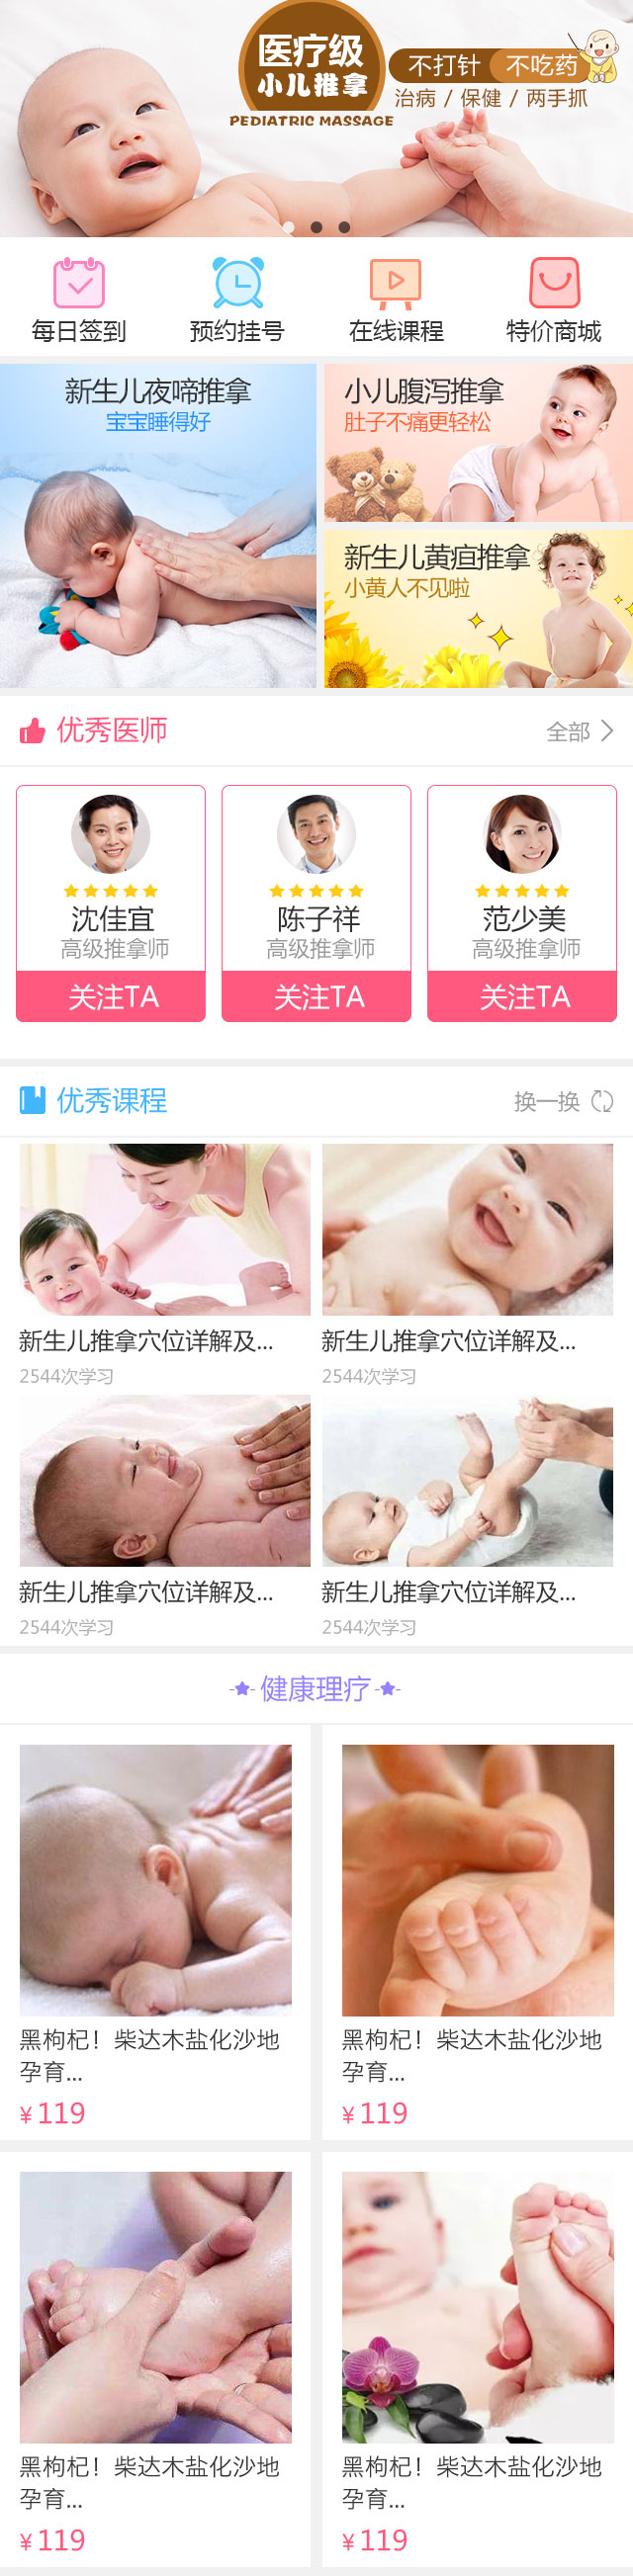 医疗级
小儿推拿
PEDIATRIC MASSAGE
不打针 不吃药
治病 / 保健 / 两手抓
每日签到 预约挂号 在线课程 特价商城
新生儿夜啼推拿
宝宝睡得好
小儿腹泻推拿
肚子不痛更轻松
新生儿黄疸推拿
小黄人不见啦
优秀医师 全部
沈佳宜 陈子祥 范少美
高级推拿师 高级推拿师 高级推拿师
关注TA 关注TA 关注TA
优秀课程 换一换
新生儿推拿穴位详解及... 新生儿推拿穴位详解及...
2544次学习 2544次学习
新生儿推拿穴位详解及... 新生儿推拿穴位详解及...
2544次学习 2544次学习
健康理疗
黑枸杞！柴达木盐化沙地 黑枸杞！柴达木盐化沙地
孕育... 孕育...
¥ 119 ¥ 119
黑枸杞！柴达木盐化沙地 黑枸杞！柴达木盐化沙地
孕育... 孕育...
¥ 119 ¥ 119